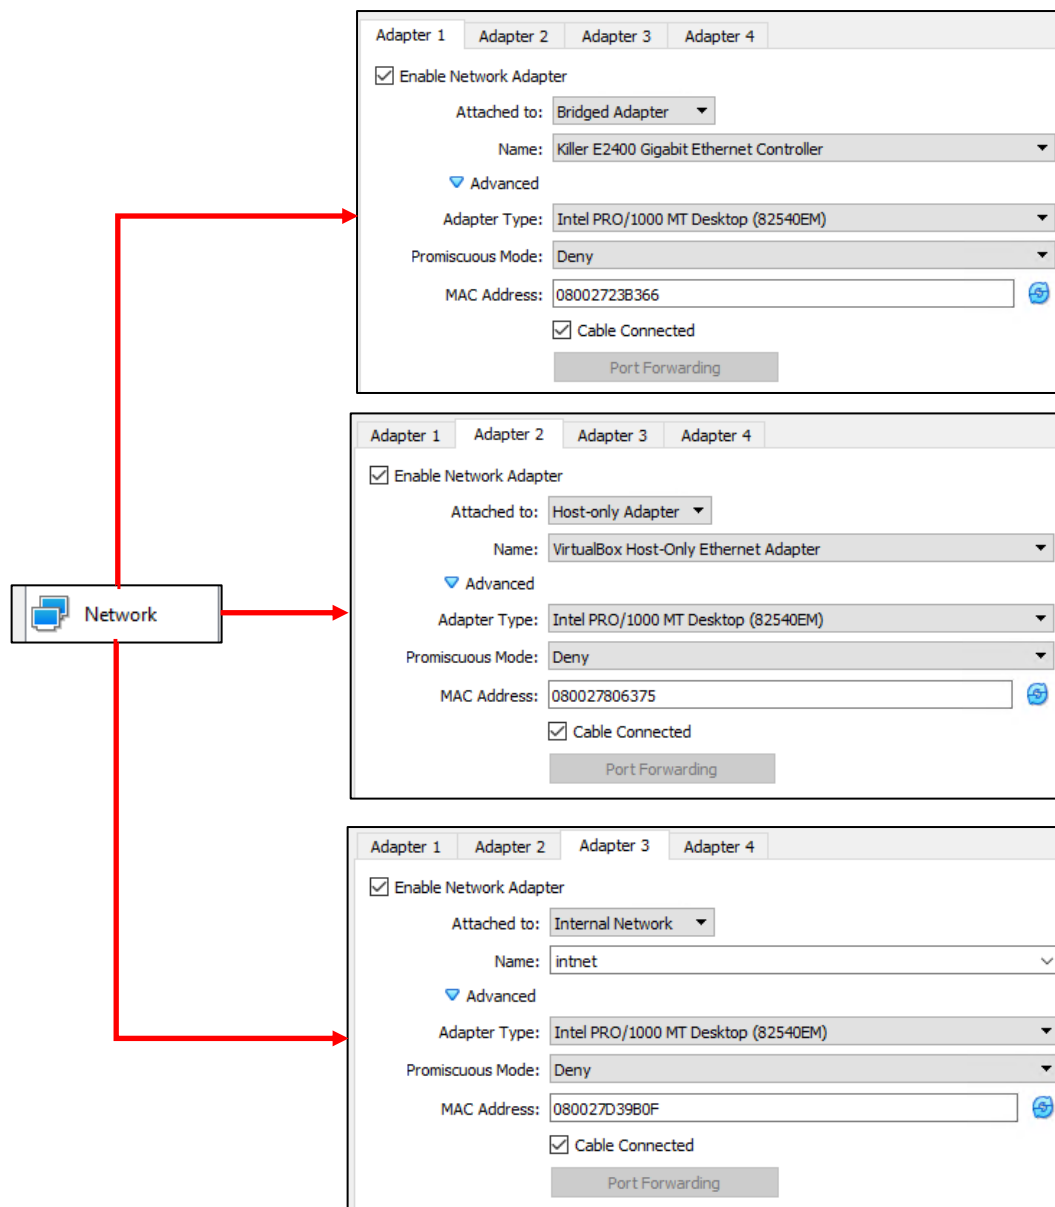 Adapter 1 Adapter 2 Adapter 3 Adapter 4
Enable Network Adapter
Attached to: Bridged Adapter
Name: Killer E2400 Gigabit Ethernet Controller
Advanced
Adapter Type: Intel PRO/1000 MT Desktop (82540EM)
Promiscuous Mode: Deny
MAC Address: 08002723B366
Cable Connected
Port Forwarding
Adapter 1 Adapter 2 Adapter 3 Adapter 4
Enable Network Adapter
Attached to: Host-only Adapter
Name: VirtualBox Host-Only Ethernet Adapter
Advanced
Adapter Type: Intel PRO/1000 MT Desktop (82540EM)
Promiscuous Mode: Deny
MAC Address: 080027806375
Cable Connected
Port Forwarding
Network
Adapter 1 Adapter 2 Adapter 3 Adapter 4
Enable Network Adapter
Attached to: Internal Network
Name: intnet
Advanced
Adapter Type: Intel PRO/1000 MT Desktop (82540EM)
Promiscuous Mode: Deny
MAC Address: 080027D39B0F
Cable Connected
Port Forwarding